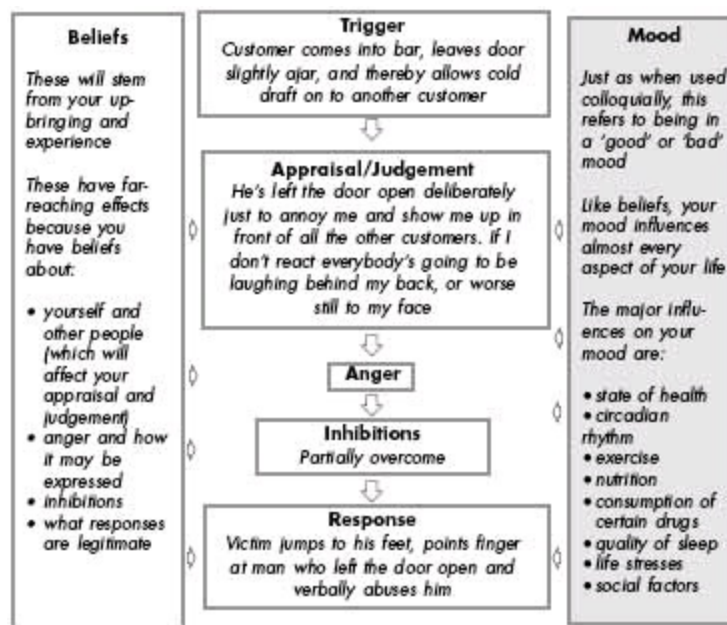 Beliefs
These will stem
from your up-
bringing and
experience
These have far-
reaching effects
because you
have beliefs
about:
• yourself and
other people
(which will
affect your
appraisal and
judgement)
• anger and how
it may be
expressed
• inhibitions
• what responses
are legitimate
Trigger
Customer comes into bar, leaves door
slightly ajar, and thereby allows cold
draft on to another customer
Appraisal/Judgement
He's left the door open deliberately
just to annoy me and show me up in
front of all the other customers. If I
don't react everybody's going to be
laughing behind my back, or worse
still to my face
Anger
Inhibitions
Partially overcome
Response
Victim jumps to his feet, points finger
at man who left the door open and
verbally abuses him
Mood
Just as when used
colloquially, this
refers to being in
a 'good' or 'bad'
mood
Like beliefs, your
mood influences
almost every
aspect of your life
The major influ-
ences on your
mood are:
• state of health
• circadian
rhythm
• exercise
• nutrition
• consumption of
certain drugs
• quality of sleep
• life stresses
• social factors